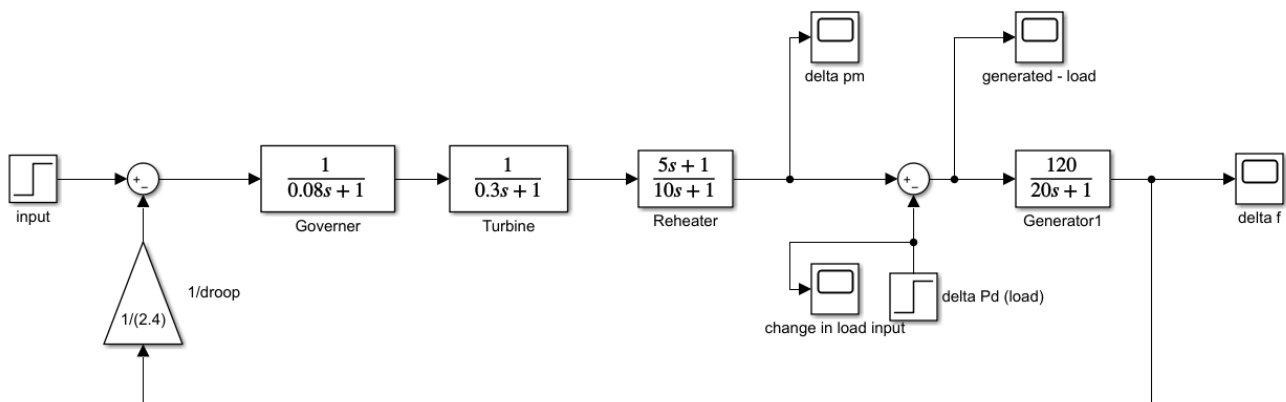 delta pm
generated - load
input
+
-
1
0.08s + 1
Governer
1
0.3s + 1
Turbine
5s + 1
10s + 1
Reheater
+
-
120
20s + 1
Generator1
delta f
1/droop
1/(2.4)
change in load input
delta Pd (load)